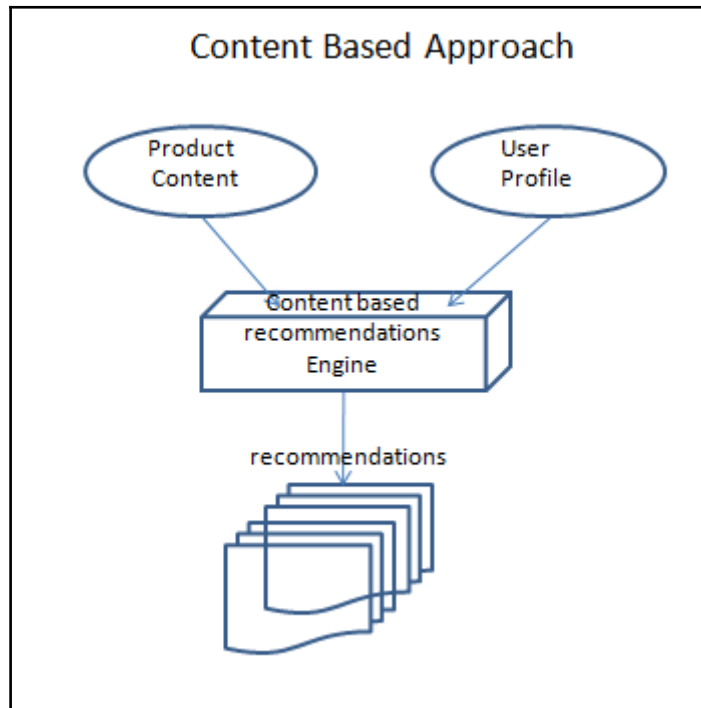 Content Based Approach
Product
Content
User
Profile
Content based
recommendations
Engine
recommendations